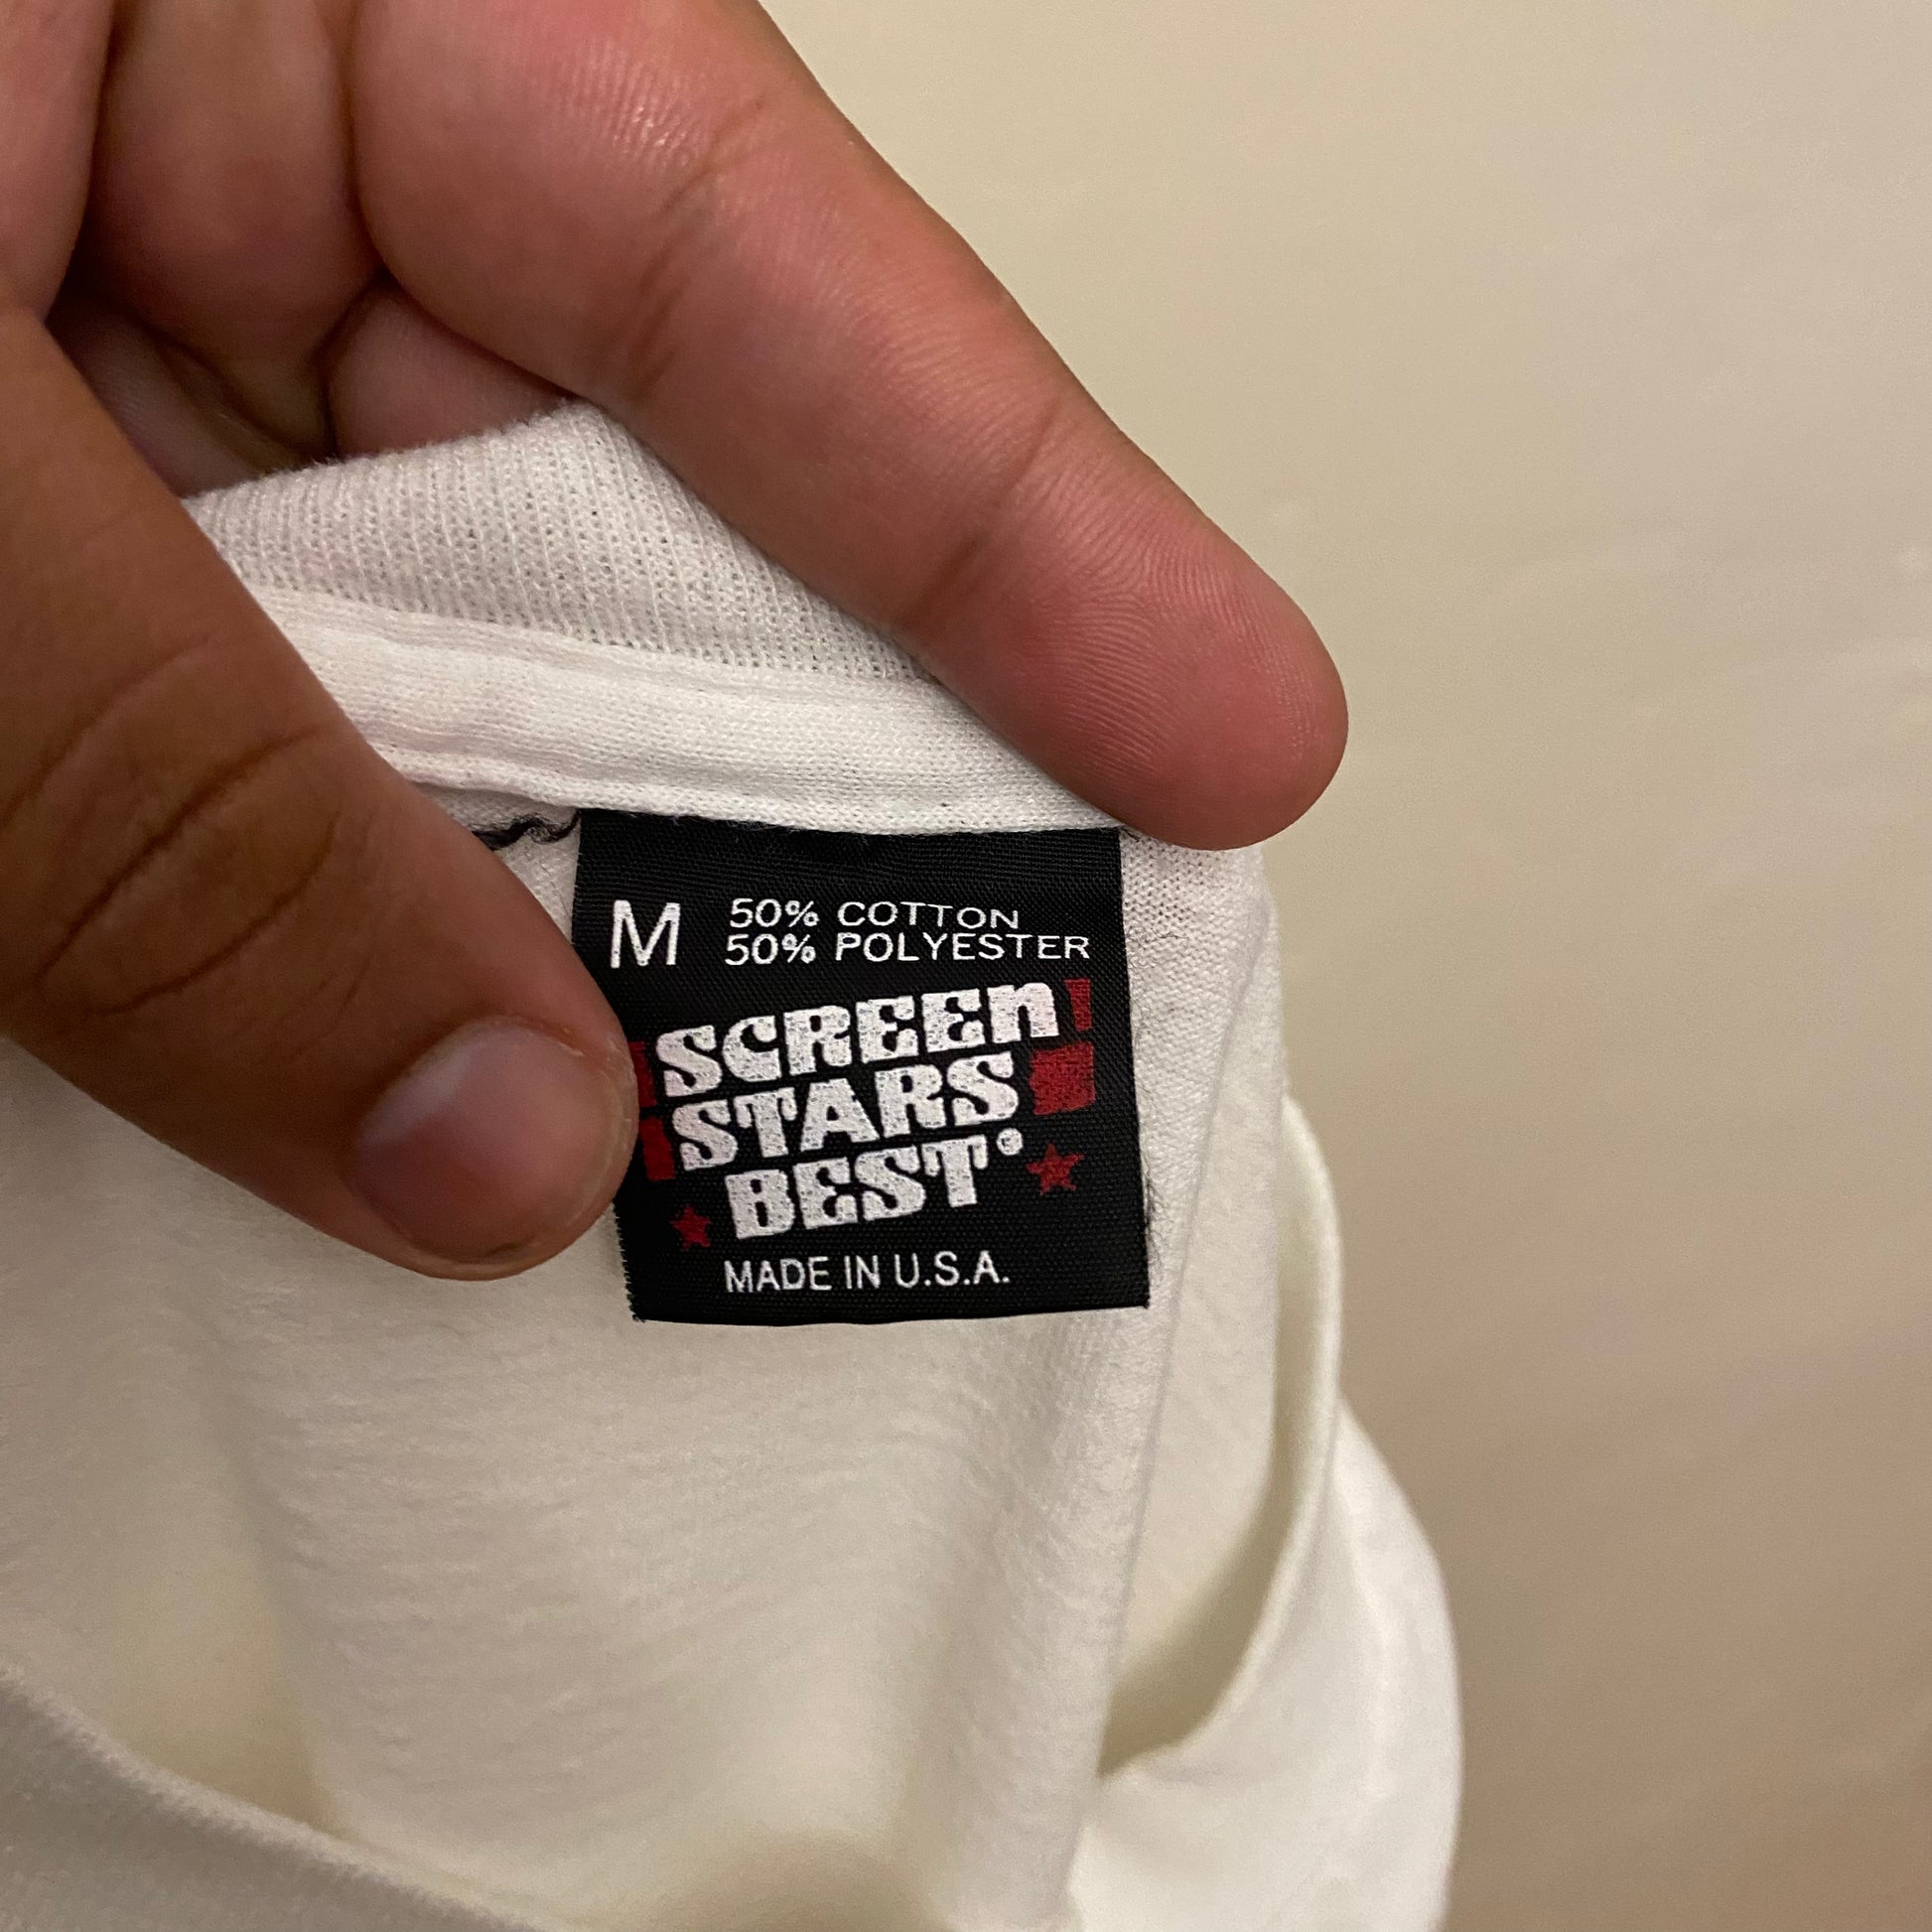 M 50% COTTON
50% POLYESTER
SCREEn
STARS
BEST®
MADE IN U.S.A.